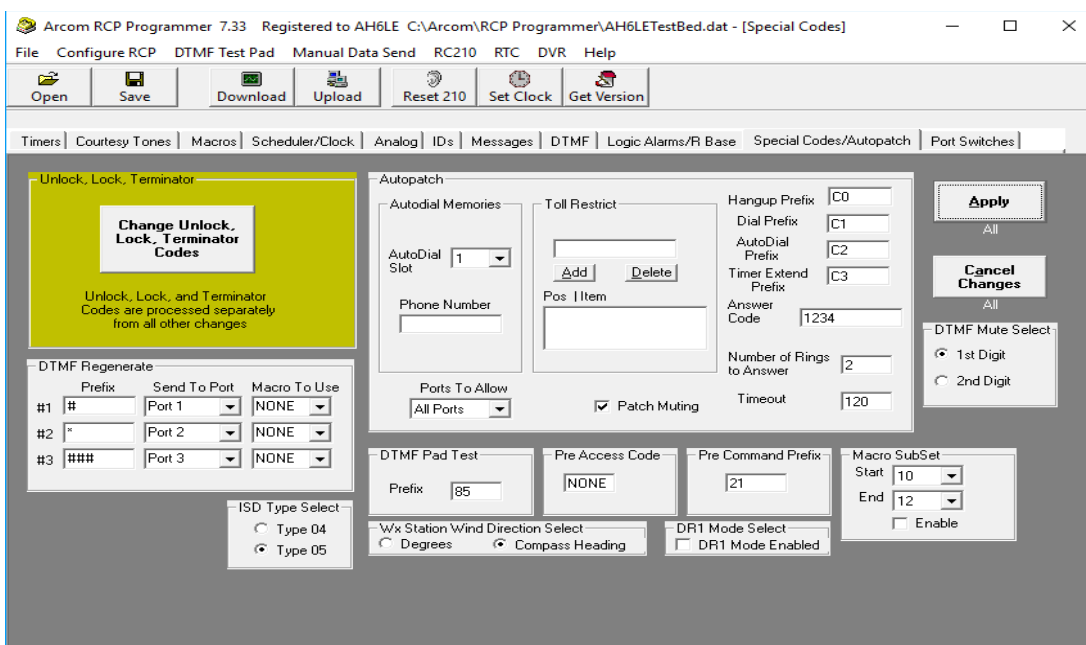 Arcom RCP Programmer 7.33 Registered to AH6LE C:\Arcom\RCP Programmer\AH6LETestBed.dat - [Special Codes]
File Configure RCP DTMF Test Pad Manual Data Send RC210 RTC DVR Help
Open Save Download Upload Reset 210 Set Clock Get Version
Timers Courtesy Tones Macros Scheduler/Clock Analog IDs Messages DTMF Logic Alarms/R Base Special Codes/Autopatch Port Switches
Unlock, Lock, Terminator
Change Unlock,
Lock, Terminator
Codes
Unlock, Lock, and Terminator
Codes are processed separately
from all other changes
DTMF Regenerate
Prefix Send To Port Macro To Use
#1 # Port 1 NONE
#2 * Port 2 NONE
#3 ### Port 3 NONE
ISD Type Select
Type 04
Type 05
Autopatch
Autodial Memories
AutoDial
Slot
1
Phone Number
Ports To Allow
All Ports
Toll Restrict
Add Delete
Pos | Item
Patch Muting
Hangup Prefix C0
Dial Prefix C1
AutoDial
Prefix
C2
Timer Extend
Prefix
C3
Answer
Code
1234
Number of Rings
to Answer
2
Timeout 120
DTMF Pad Test
Prefix 85
Pre Access Code
NONE
Pre Command Prefix
21
Macro SubSet
Start 10
End 12
Enable
Wx Station Wind Direction Select
Degrees Compass Heading
DR1 Mode Select
DR1 Mode Enabled
Apply
All
Cancel
Changes
All
DTMF Mute Select
1st Digit
2nd Digit